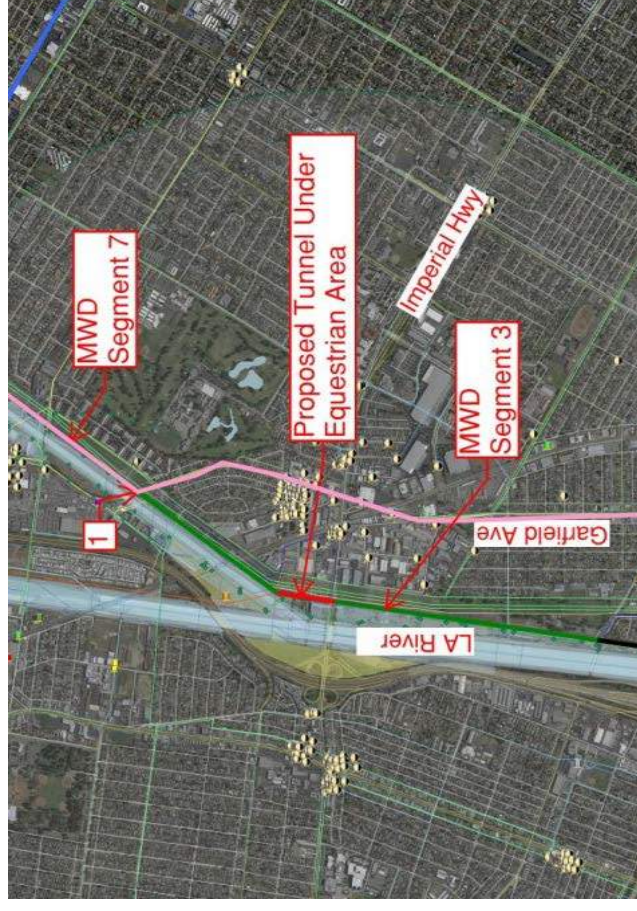 MWD
Segment 7
1
Proposed Tunnel Under
Equestrian Area
Imperial Hwy
MWD
Segment 3
Garfield Ave
LA River